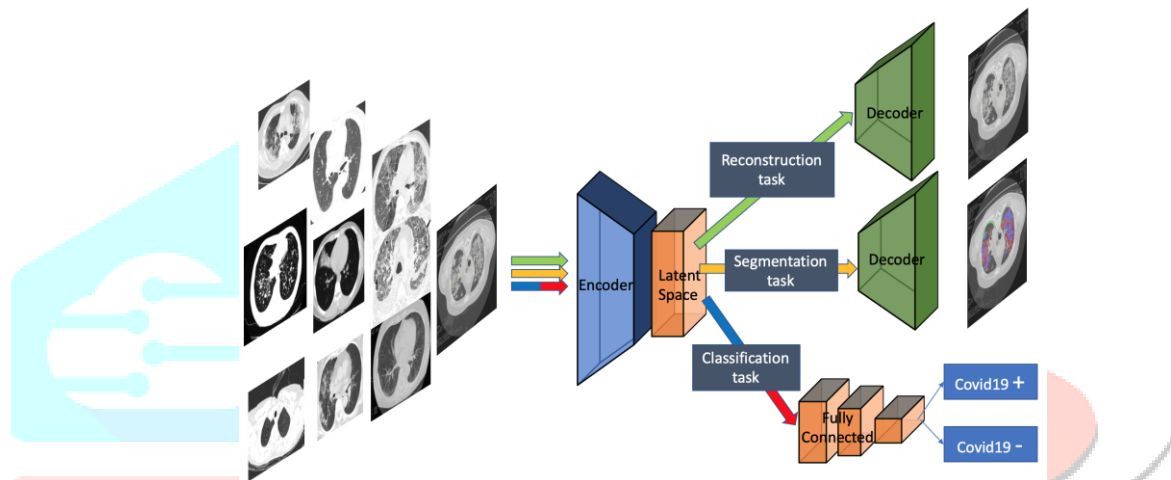 Decoder
Reconstruction
task
Encoder
Latent
Space
Segmentation
task
Decoder
Classification
task
Fully
Connected
Covid19 +
Covid19 -